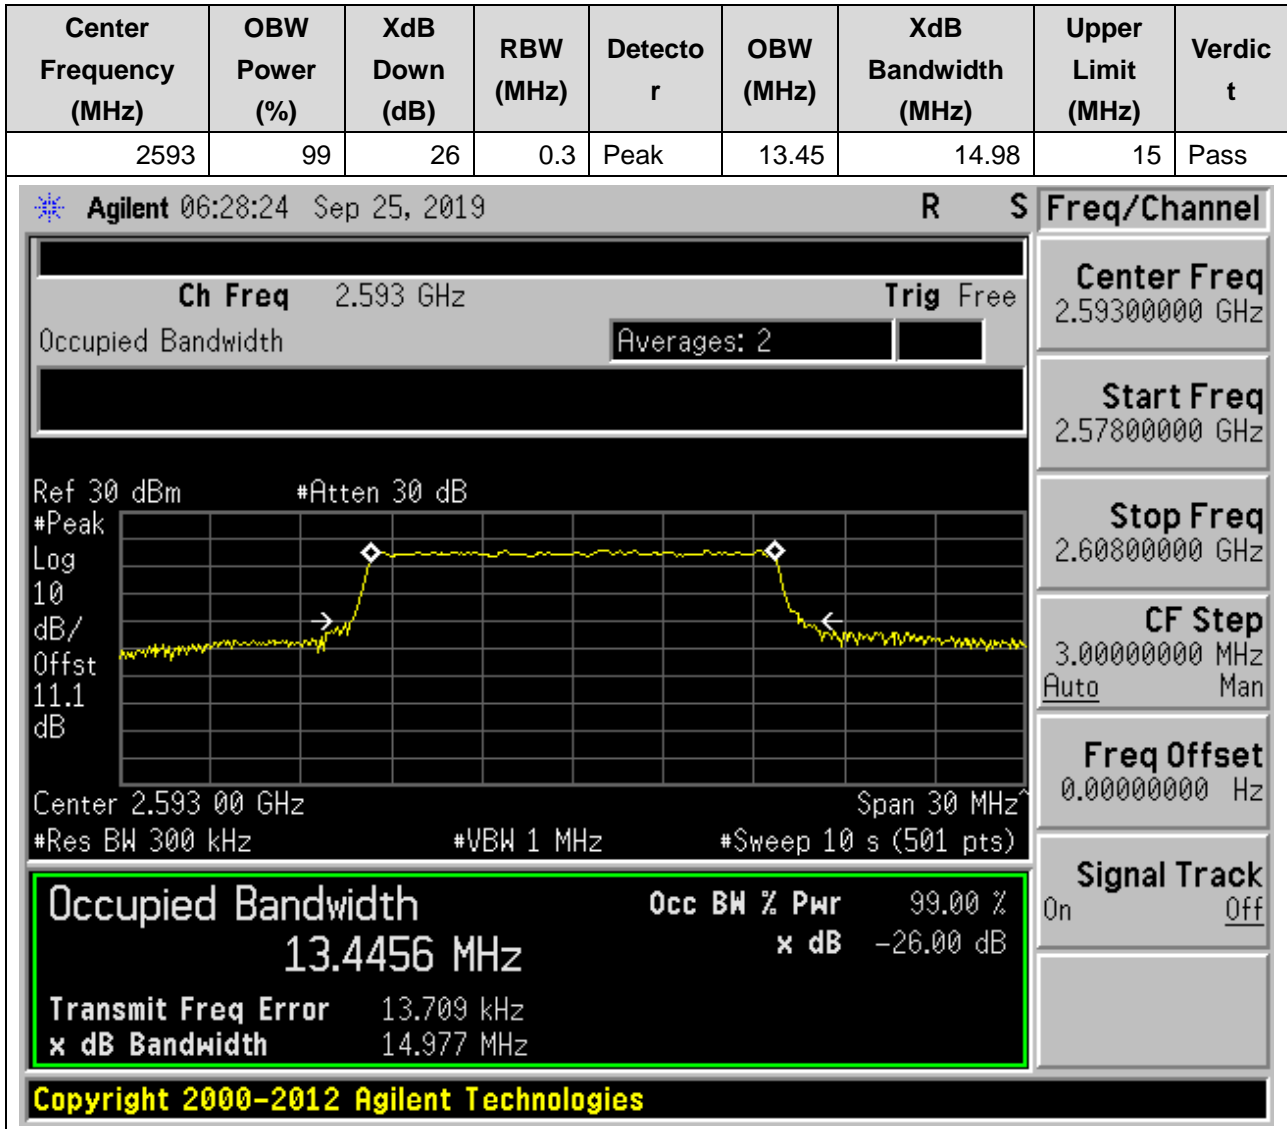 Center Frequency (MHz) OBW Power (%) XdB Down (dB) RBW (MHz) Detecto r OBW (MHz) XdB Bandwidth (MHz) Upper Limit (MHz) Verdic t
2593 99 26 0.3 Peak 13.45 14.98 15 Pass
Agilent 06:28:24 Sep 25, 2019 R S
Ch Freq 2.593 GHz Trig Free
Occupied Bandwidth Averages: 2
Ref 30 dBm #Atten 30 dB
#Peak
Log
10
dB/
Offst
11.1
dB
Center 2.593 00 GHz Span 30 MHz^
#Res BW 300 kHz #VBW 1 MHz #Sweep 10 s (501 pts)
Occupied Bandwidth Occ BW % Pwr 99.00 %
13.4456 MHz x dB -26.00 dB
Transmit Freq Error 13.709 kHz
x dB Bandwidth 14.977 MHz
Copyright 2000-2012 Agilent Technologies
Freq/Channel
Center Freq
2.59300000 GHz
Start Freq
2.57800000 GHz
Stop Freq
2.60800000 GHz
CF Step
3.00000000 MHz
Auto Man
Freq Offset
0.00000000 Hz
Signal Track
On Off